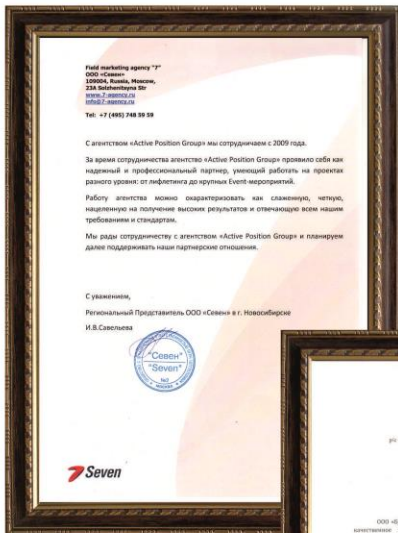 Field marketing agency "7"
ООО «Севен»
109004, Russia, Moscow,
23A Solzhenitsyna Str
www.7-agency.ru
info@7-agency.ru
Tel: +7 (495) 748 59 59
С агентством «Active Position Group» мы сотрудничаем с 2009 года.
За время сотрудничества агентство «Active Position Group» проявило себя как
надежный и профессиональный партнер, умеющий работать на проектах
разного уровня: от лифлетинга до крупных Event-мероприятий.
Работу агентства можно охарактеризовать как слаженную, четкую,
нацеленную на получение высоких результатов и отвечающую всем нашим
требованиям и стандартам.
Мы рады сотрудничеству с агентством «Active Position Group» и планируем
далее поддерживать наши партнерские отношения.
С уважением,
Региональный Представитель ООО «Севен» в г. Новосибирске
И.В.Савельева
"Севен"
"Seven"
№2
МОСКВА
7 Seven
р/с
ООО «В
качественное